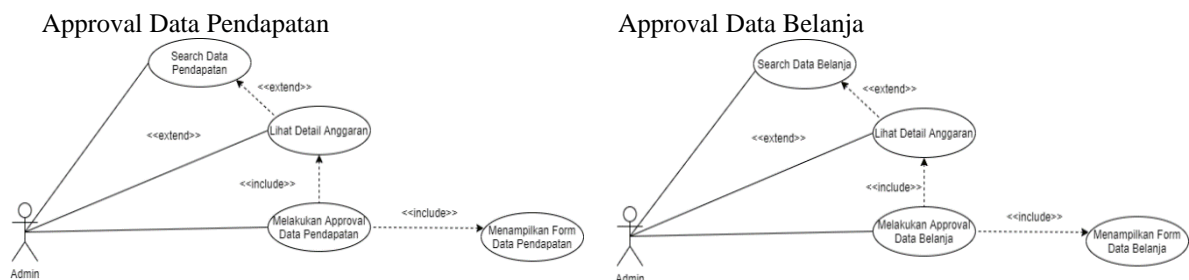 Approval Data Pendapatan
Search Data
Pendapatan
<<extend>>
<<extend>>
Lihat Detail Anggaran
<<include>>
Melakukan Approval
Data Pendapatan
<<include>>
Menampilkan Form
Data Pendapatan
Admin
Approval Data Belanja
Search Data Belanja
<<extend>>
<<extend>>
Lihat Detail Anggaran
<<include>>
Melakukan Approval
Data Belanja
<<include>>
Menampilkan Form
Data Belanja
Admin